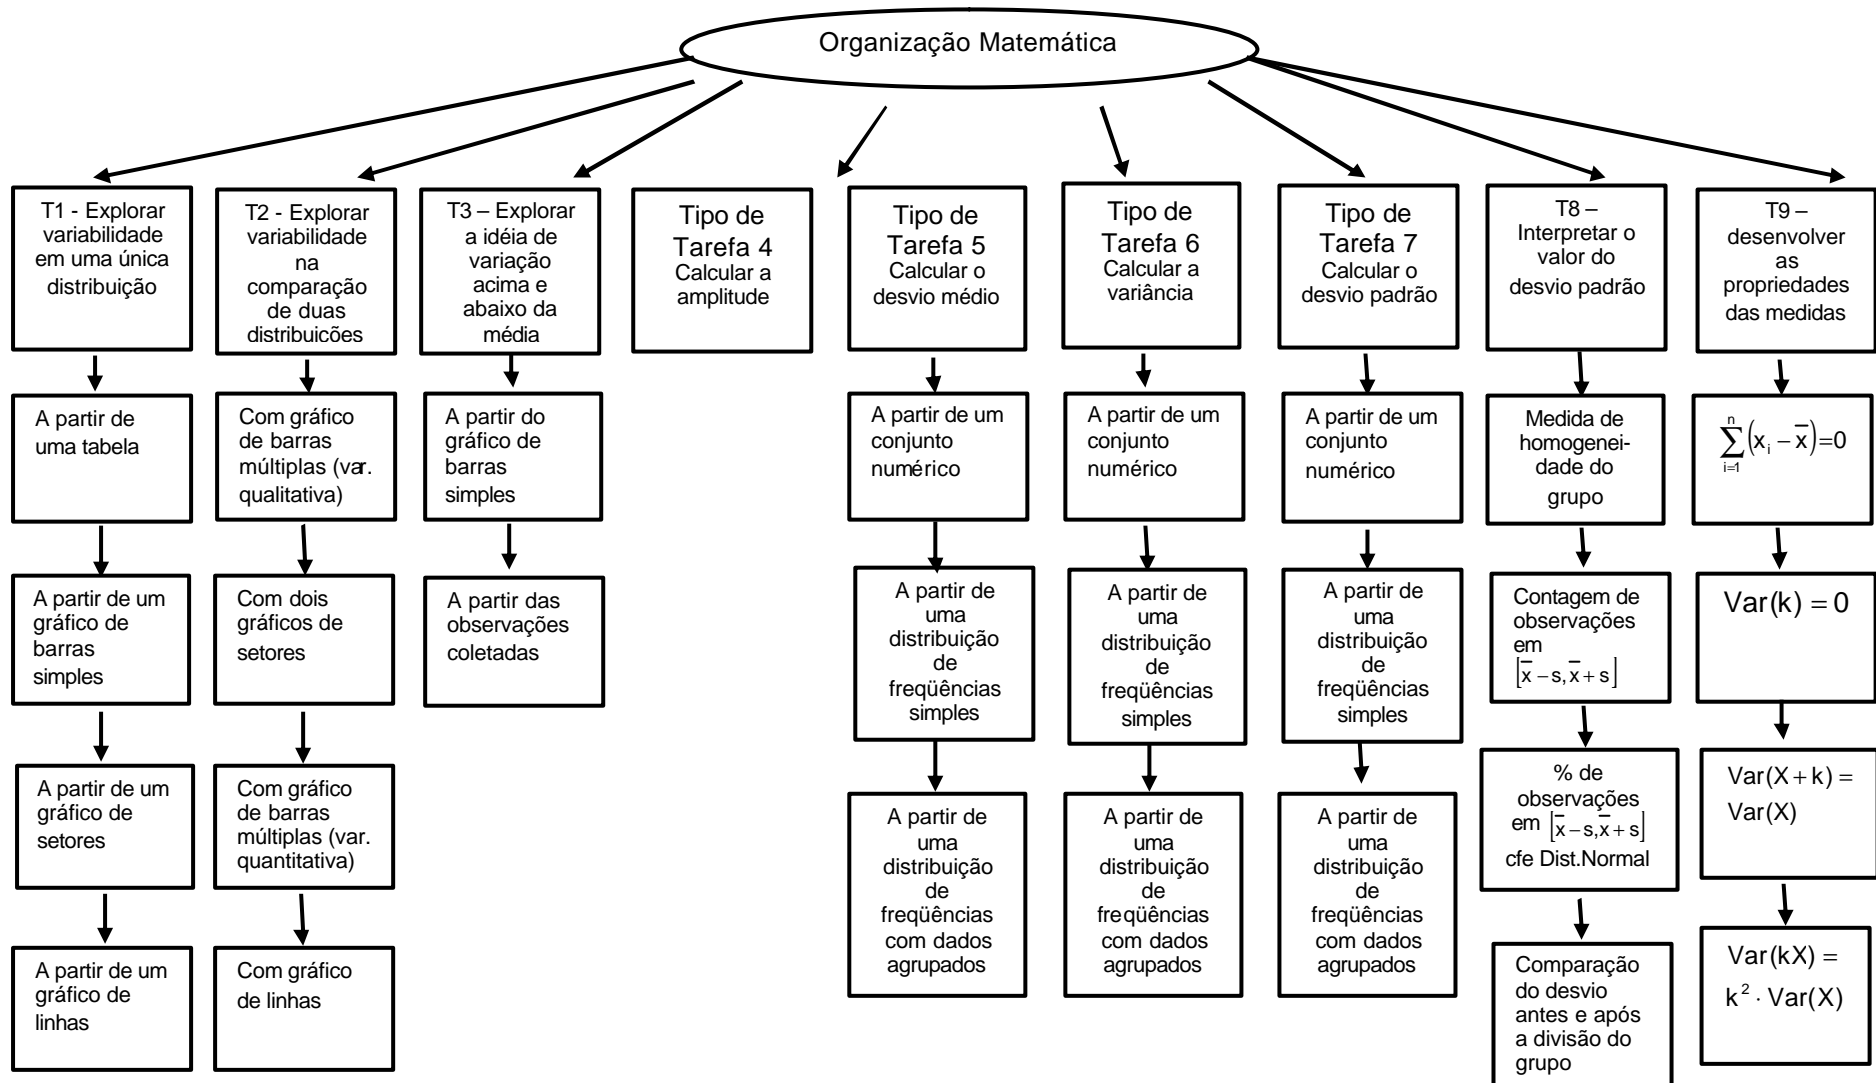 Organização Matemática
T1 - Explorar
variabilidade
em uma única
distribuição
T2 - Explorar
variabilidade
na
comparação
de duas
distribuicões
T3 – Explorar
a idéia de
variação
acima e
abaixo da
média
Tipo de
Tarefa 4
Calcular a
amplitude
Tipo de
Tarefa 5
Calcular o
desvio médio
Tipo de
Tarefa 6
Calcular a
variância
Tipo de
Tarefa 7
Calcular o
desvio padrão
T8 –
Interpretar o
valor do
desvio padrão
T9 –
desenvolver
as
propriedades
das medidas
A partir de
uma tabela
Com gráfico
de barras
múltiplas (var.
qualitativa)
A partir do
gráfico de
barras
simples
A partir de um
conjunto
numérico
A partir de um
conjunto
numérico
A partir de um
conjunto
numérico
Medida de
homogenei-
dade do
grupo
∑_{i=1}^{n}(x_i − x̄)=0
A partir de um
gráfico de
barras
simples
Com dois
gráficos de
setores
A partir das
observações
coletadas
A partir de
uma
distribuição
de
freqüências
simples
A partir de
uma
distribuição
de
freqüências
simples
A partir de
uma
distribuição
de
freqüências
simples
Contagem de
observações
em
[x̄ − s, x̄ + s]
Var(k) = 0
A partir de um
gráfico de
setores
Com gráfico
de barras
múltiplas (var.
quantitativa)
A partir de
uma
distribuição
de
freqüências
com dados
agrupados
A partir de
uma
distribuição
de
freqüências
com dados
agrupados
A partir de
uma
distribuição
de
freqüências
com dados
agrupados
% de
observações
em [x̄ − s, x̄ + s]
cfe Dist.Normal
Var(X + k) =
Var(X)
A partir de um
gráfico de
linhas
Com gráfico
de linhas
Comparação
do desvio
antes e após
a divisão do
grupo
Var(kX) =
k² · Var(X)